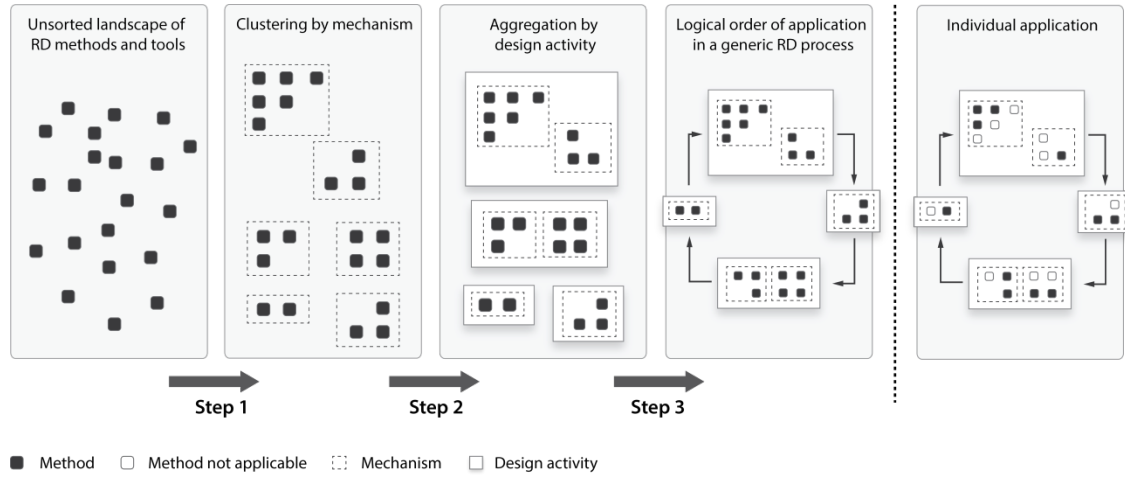 Unsorted landscape of
RD methods and tools
Clustering by mechanism
Aggregation by
design activity
Logical order of application
in a generic RD process
Individual application
Step 1
Step 2
Step 3
Method
Method not applicable
Mechanism
Design activity